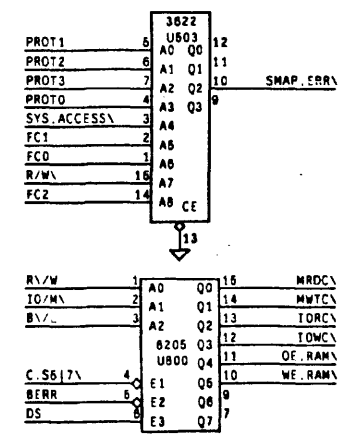 3622
U603
PROT1 5 A0 Q0 12
PROT2 6 A1 Q1 11
PROT3 7 A2 Q2 10 SMAP.ERR\
PROT0 4 A3 Q3 9
SYS.ACCESS\ 3 A4
FC1 2 A5
FC0 1 A6
R/W\ 16 A7
FC2 14 A8 CE
13
R\/W 1 A0 Q0 15 MRDC\
IO/M\ 2 A1 Q1 14 MWTC\
B\/L 3 A2 Q2 13 IORC\
8205 Q3 12 IOWC\
U800 Q4 11 OE.RAM\
C.S6|7\ 4 E1 Q5 10 WE.RAM\
BERR 5 E2 Q6 9
DS 6 E3 Q7 7